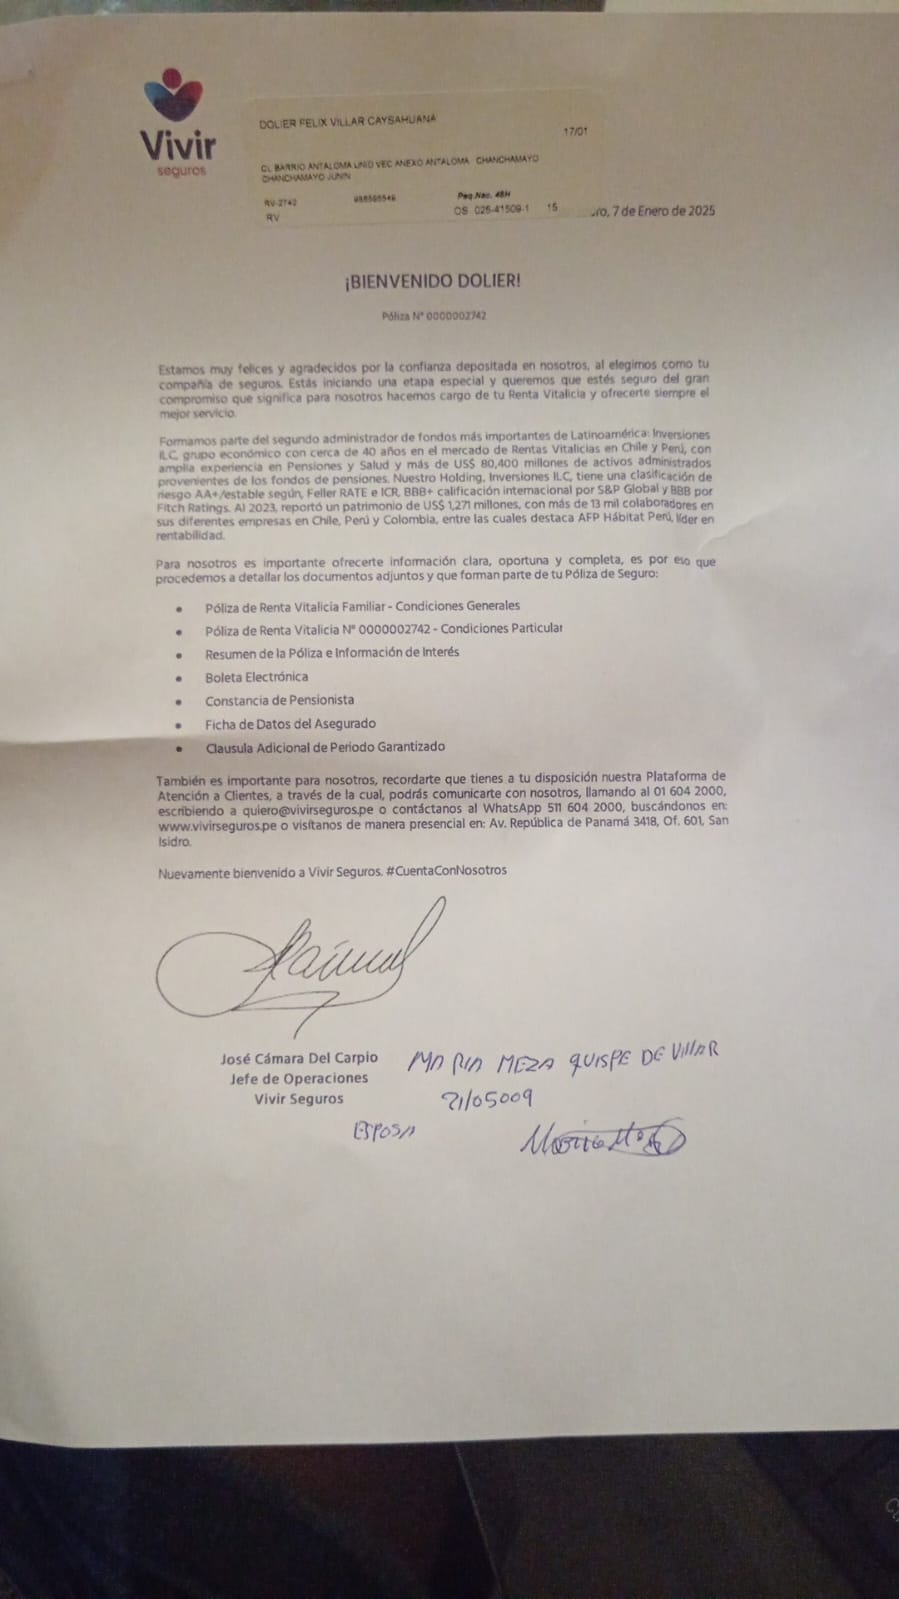 Vivir
seguros
DOLIER FELIX VILLAR CAYSAHUANA
17/01
CL BARRIO ANTALOMA UNID VEC ANEXO ANTALOMA CHANCHAMAYO
CHANCHAMAYO JUNIN
RV-2742
Paq.Nac. 48H
RV
OS 026-41509-1 15
ro, 7 de Enero de 2025
¡BIENVENIDO DOLIER!
Póliza N° 0000002742
Estamos muy felices y agradecidos por la confianza depositada en nosotros, al elegirnos como tu
compañía de seguros. Estás iniciando una etapa especial y queremos que estés seguro del gran
compromiso que significa para nosotros hacernos cargo de tu Renta Vitalicia y ofrecerte siempre el
mejor servicio.
Formamos parte del segundo administrador de fondos más importantes de Latinoamérica: Inversiones
ILC, grupo económico con cerca de 40 años en el mercado de Rentas Vitalicias en Chile y Perú, con
amplia experiencia en Pensiones y Salud y más de US$ 80,400 millones de activos administrados
provenientes de los fondos de pensiones. Nuestro Holding, Inversiones ILC, tiene una clasificación de
riesgo AA+/estable según, Feller RATE e ICR, BBB+ calificación internacional por S&P Global y BBB por
Fitch Ratings. Al 2023, reportó un patrimonio de US$ 1,271 millones, con más de 13 mil colaboradores en
sus diferentes empresas en Chile, Perú y Colombia, entre las cuales destaca AFP Hábitat Perú, líder en
rentabilidad.
Para nosotros es importante ofrecerte información clara, oportuna y completa, es por eso que
procedemos a detallar los documentos adjuntos y que forman parte de tu Póliza de Seguro:
• Póliza de Renta Vitalicia Familiar - Condiciones Generales
• Póliza de Renta Vitalicia N° 0000002742 - Condiciones Particular
• Resumen de la Póliza e Información de Interés
• Boleta Electrónica
• Constancia de Pensionista
• Ficha de Datos del Asegurado
• Clausula Adicional de Periodo Garantizado
También es importante para nosotros, recordarte que tienes a tu disposición nuestra Plataforma de
Atención a Clientes, a través de la cual, podrás comunicarte con nosotros, llamando al 01 604 2000,
escribiendo a quiero@vivirseguros.pe o contáctanos al WhatsApp 511 604 2000, buscándonos en:
www.vivirseguros.pe o visítanos de manera presencial en: Av. República de Panamá 3418, Of. 601, San
Isidro.
Nuevamente bienvenido a Vivir Seguros. #CuentaConNosotros
José Cámara Del Carpio
Jefe de Operaciones
Vivir Seguros
MARIA MEZA QUISPE DE VILLAR
21/05009
ESPOSA